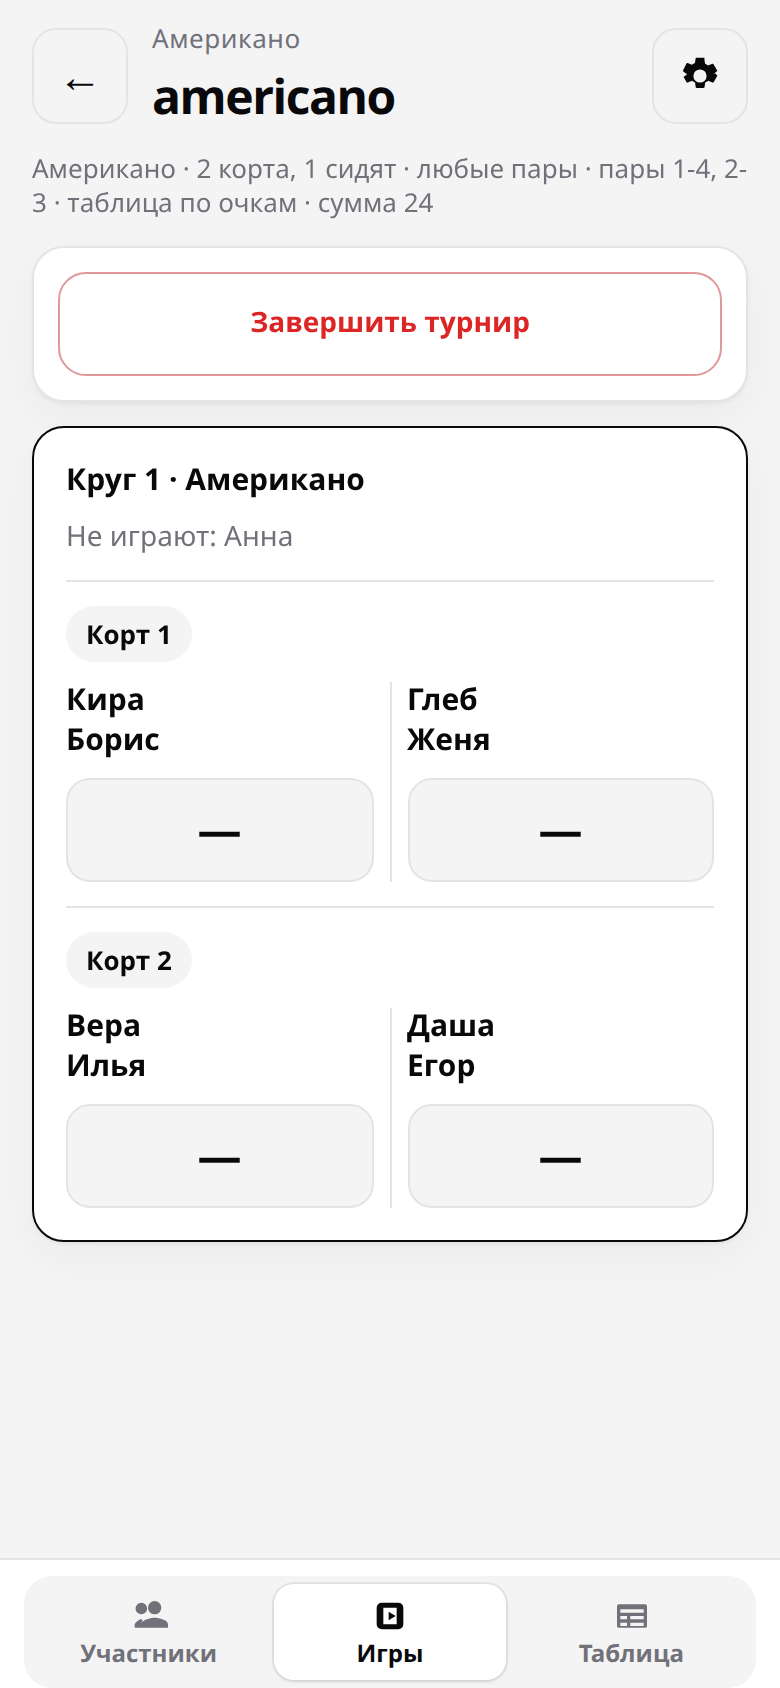 ←
Американо
americano
Американо · 2 корта, 1 сидят · любые пары · пары 1-4, 2-
3 · таблица по очкам · сумма 24
Завершить турнир
Круг 1 · Американо
Не играют: Анна
Корт 1
Кира
Борис
Глеб
Женя
—
—
Корт 2
Вера
Илья
Даша
Егор
—
—
Участники
Игры
Таблица